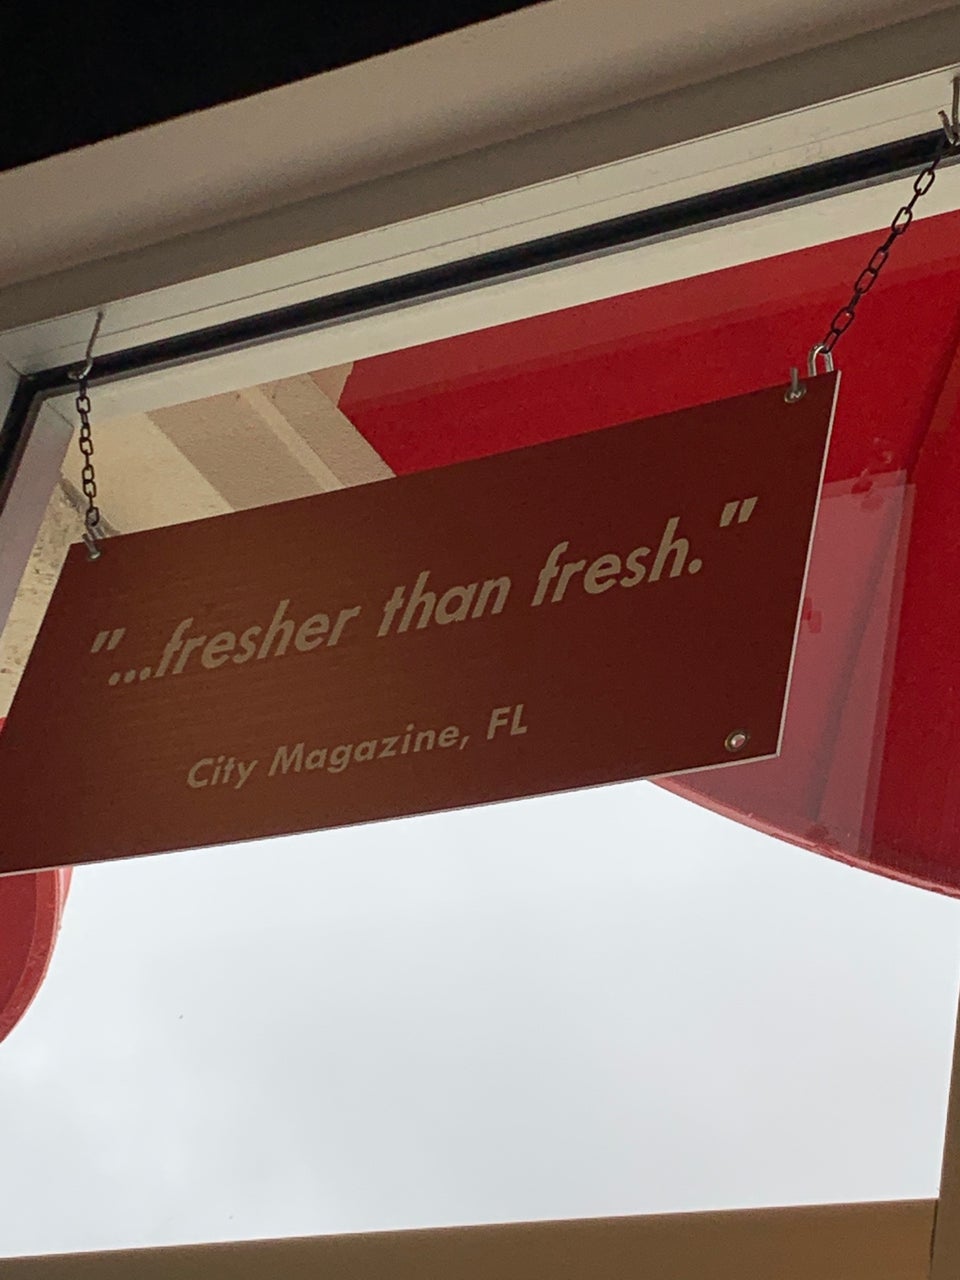 "...fresher than fresh."
City Magazine, FL